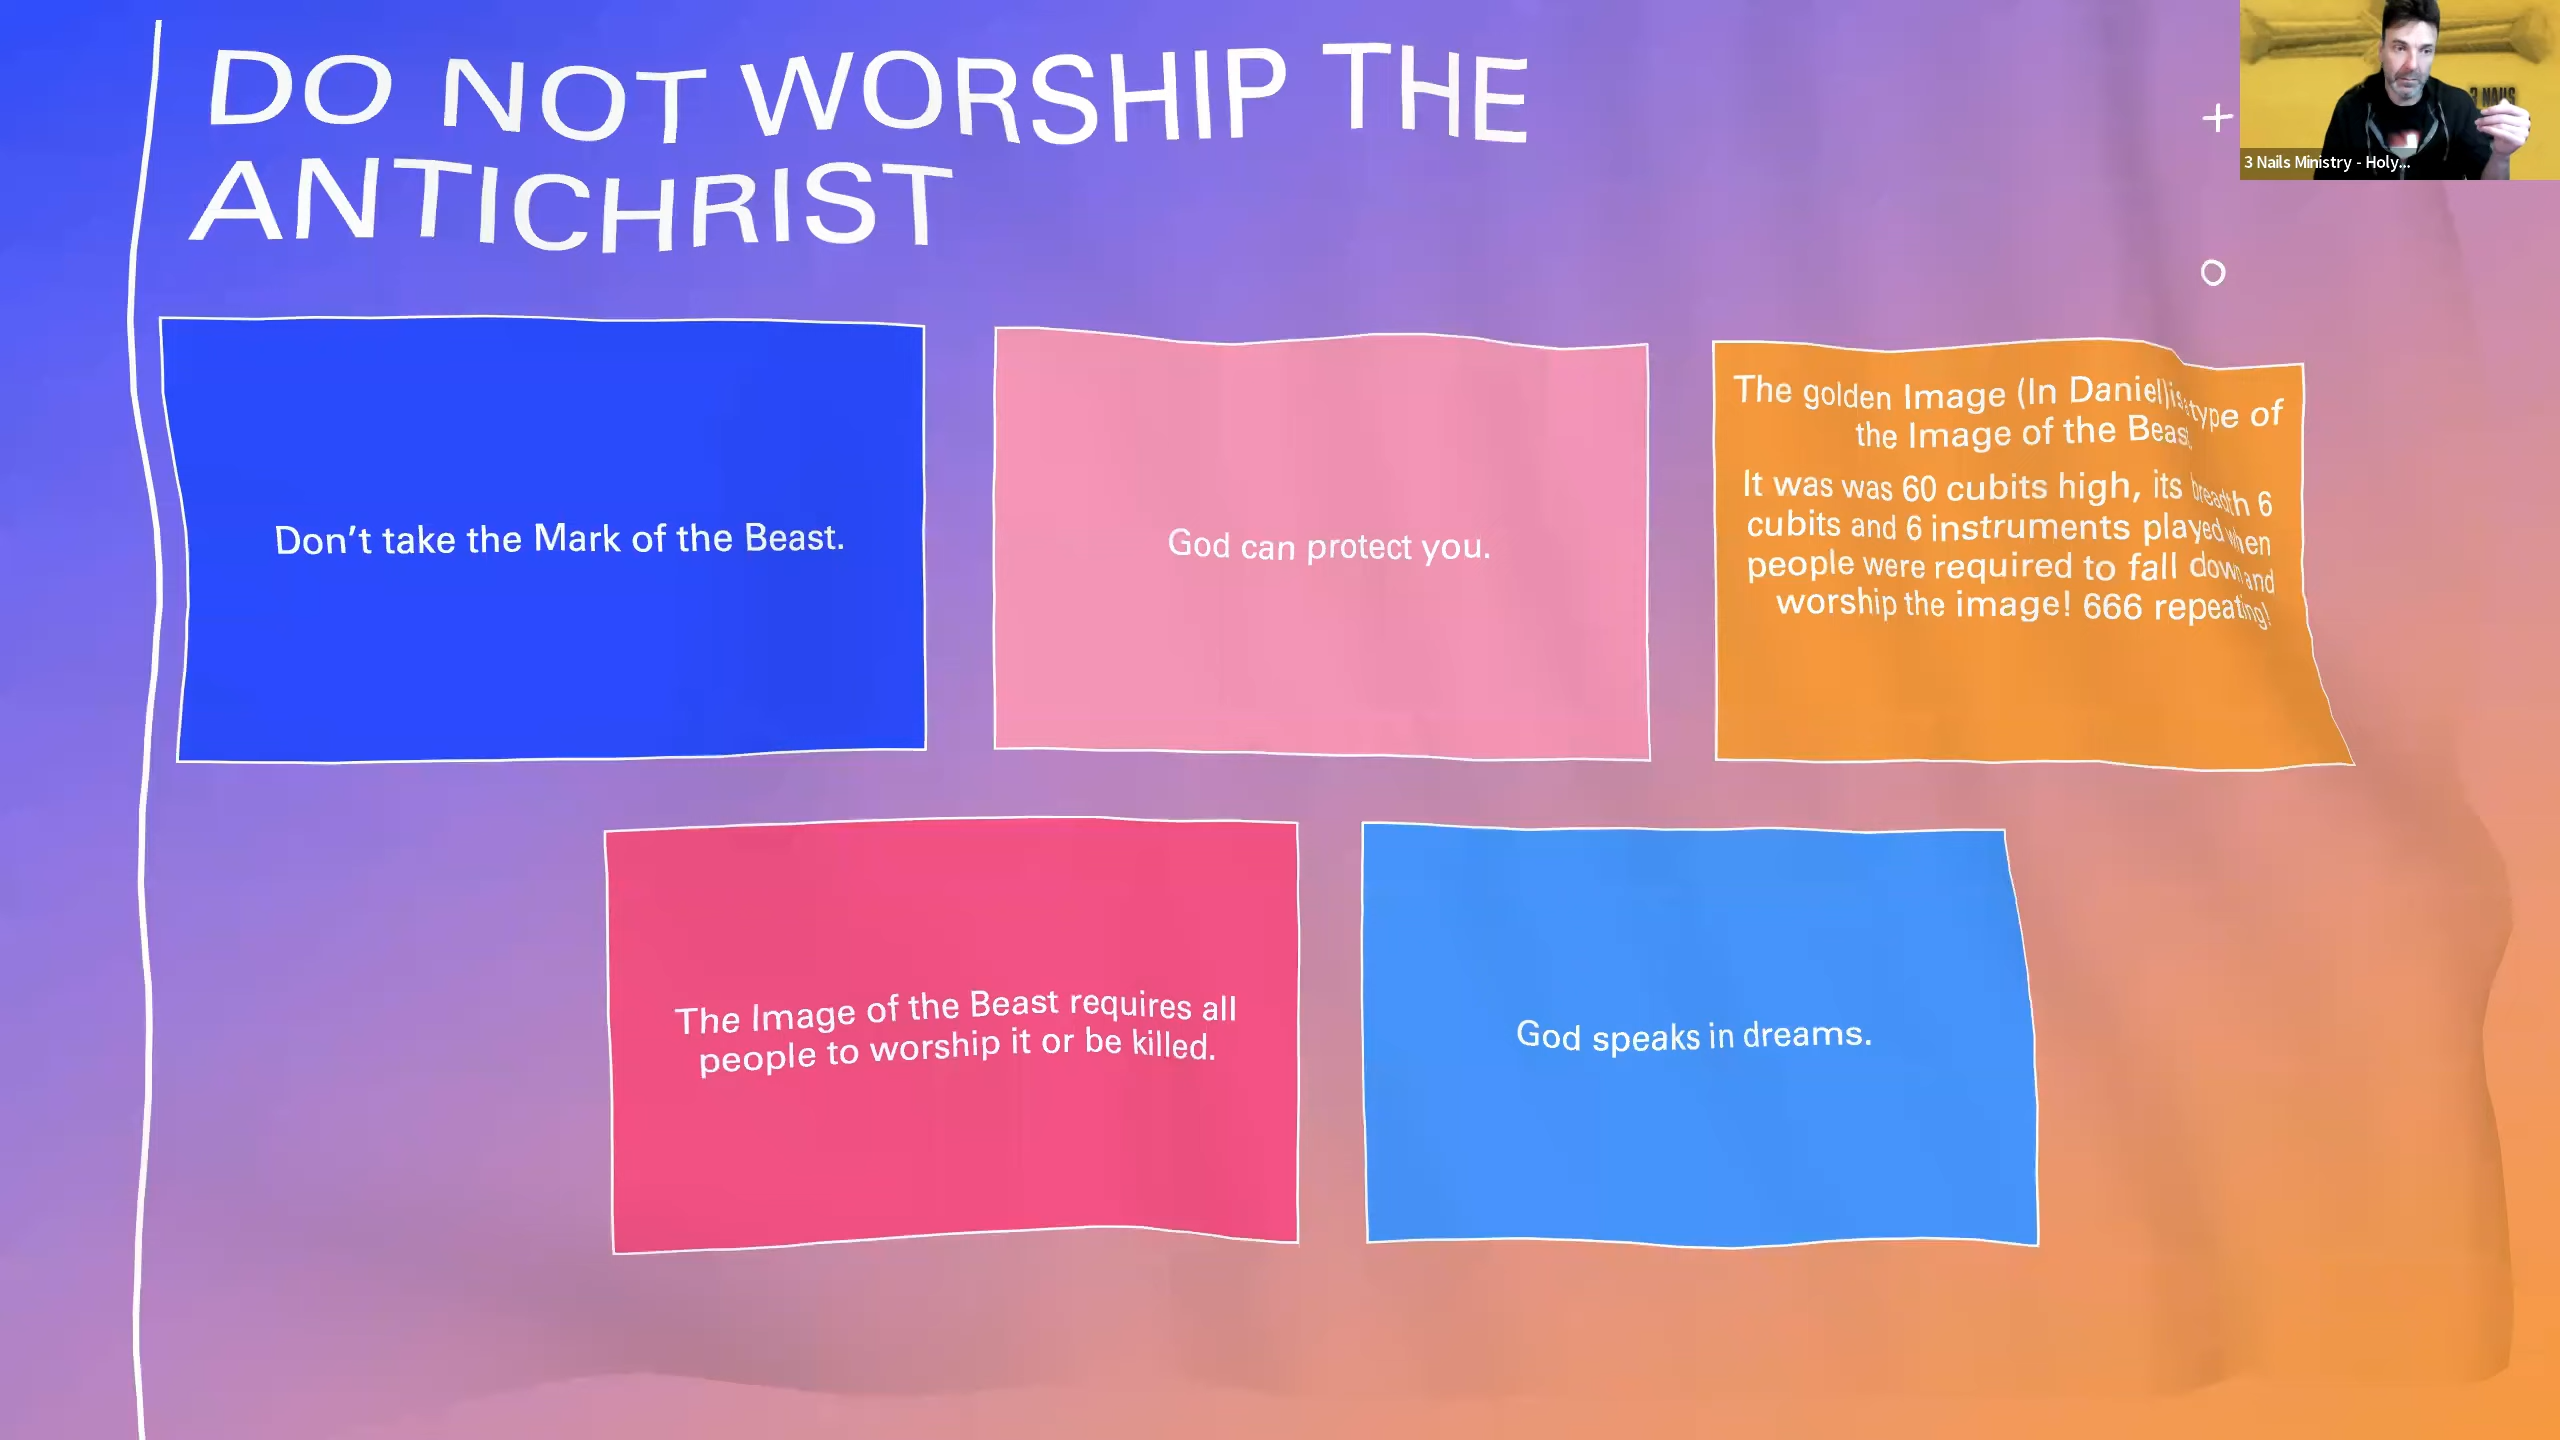 DO NOT WORSHIP THE
ANTICHRIST
3 NAILS
3 Nails Ministry - Holy...
Don't take the Mark of the Beast.
God can protect you.
The golden Image (In Daniel) is a type of
the Image of the Beast.
It was was 60 cubits high, its breadth 6
cubits and 6 instruments played when
people were required to fall down and
worship the image! 666 repeating!
The Image of the Beast requires all
people to worship it or be killed.
God speaks in dreams.